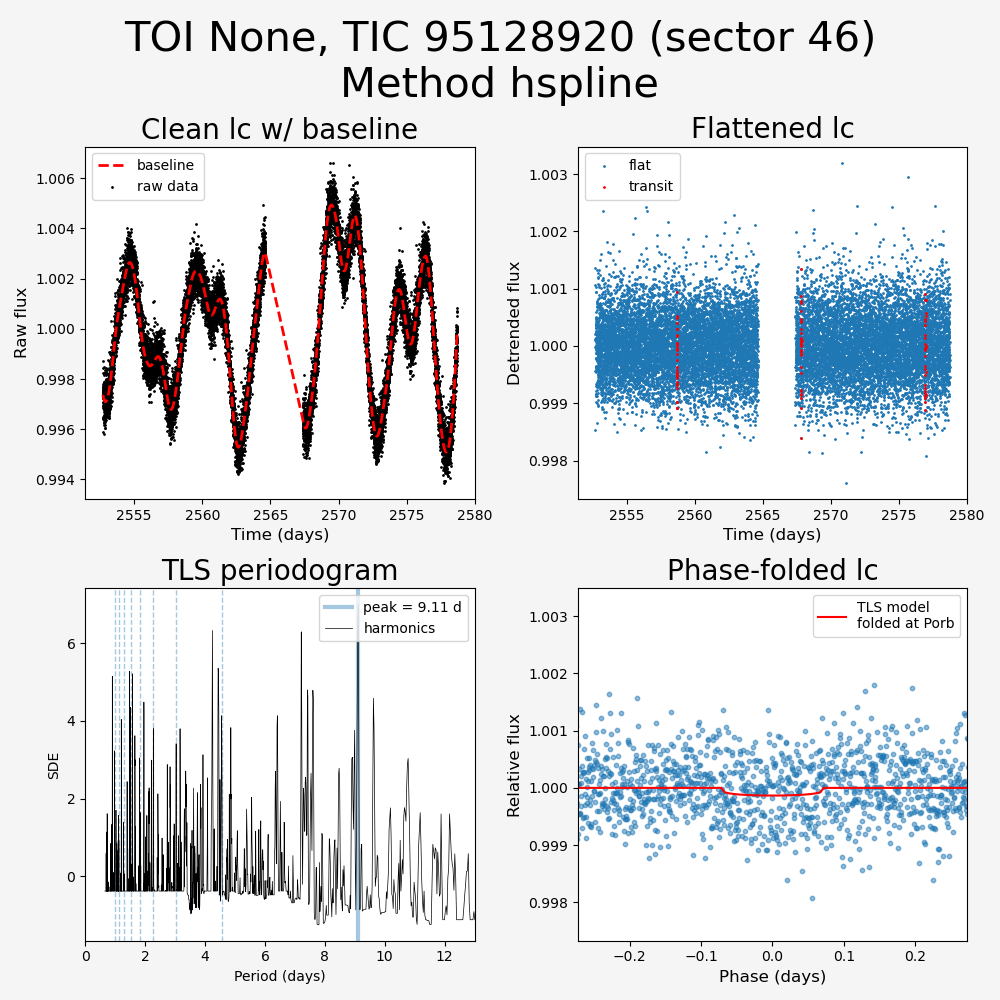 TOI None, TIC 95128920 (sector 46)
Method hspline
Clean lc w/ baseline
baseline
raw data
1.006
1.004
1.002
1.000
0.998
0.996
0.994
Raw flux
2555 2560 2565 2570 2575 2580
Time (days)
Flattened lc
flat
transit
1.003
1.002
1.001
1.000
0.999
0.998
Detrended flux
2555 2560 2565 2570 2575 2580
Time (days)
TLS periodogram
peak = 9.11 d
harmonics
6
4
2
0
SDE
0 2 4 6 8 10 12
Period (days)
Phase-folded lc
TLS model
folded at Porb
1.003
1.002
1.001
1.000
0.999
0.998
Relative flux
−0.2 −0.1 0.0 0.1 0.2
Phase (days)